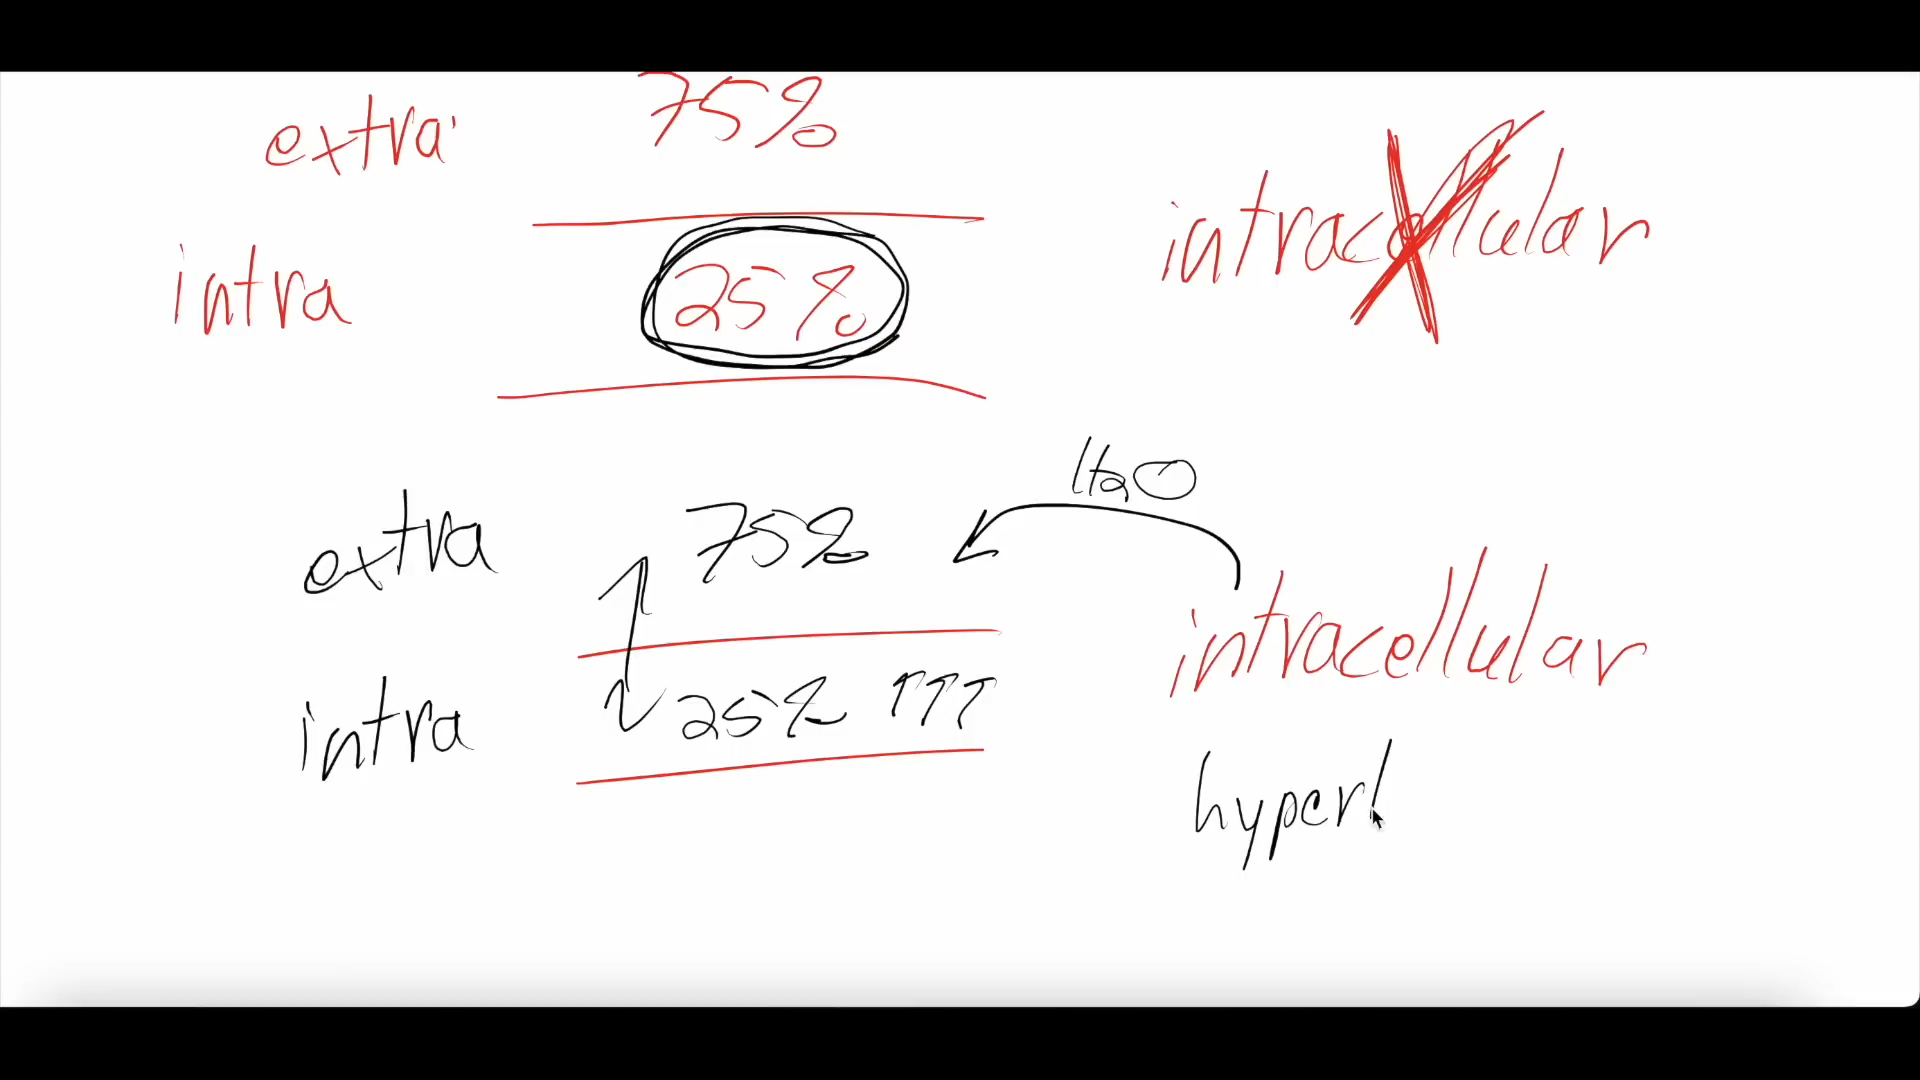 extra 75%
intra 25% intracellular
H2O
extra 75%
intra 25% ↑↑↑ intracellular
hyper